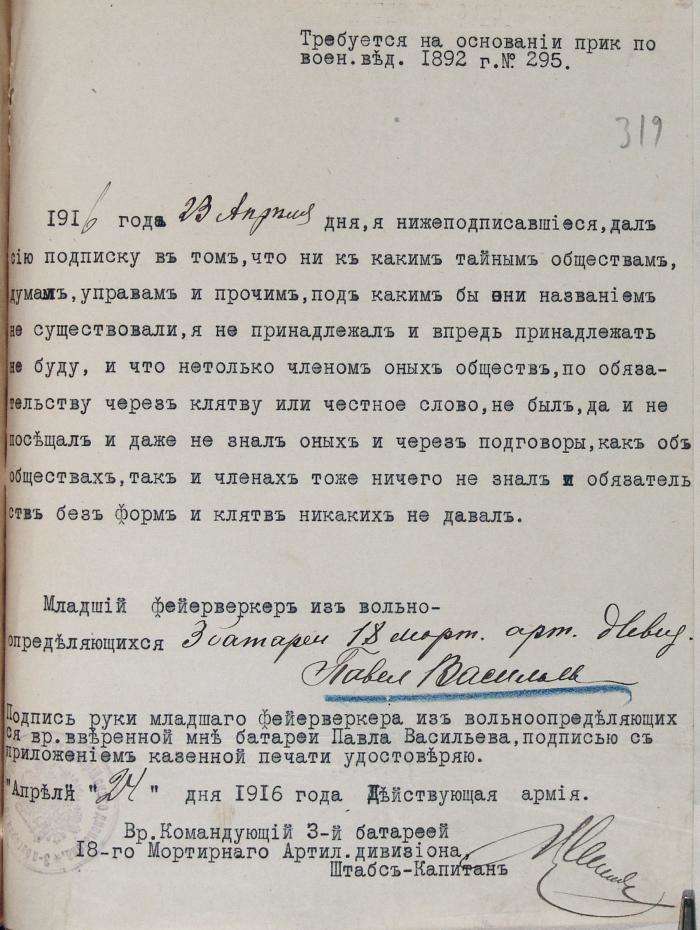 Требуется на основаніи прик по
воен.вѣд. 1892 г.№ 295.
319
1916 года 23 Апрѣля дня,я нижеподписавшіеся,далъ
сію подписку въ томъ,что ни къ какимъ тайнымъ обществамъ,
думамъ,управамъ и прочимъ,подъ какимъ бы они названіемъ
не существовали,я не принадлежалъ и впредь принадлежать
не буду, и что нетолько членомъ оныхъ обществъ,по обяза-
тельству черезъ клятву или честное слово,не былъ,да и не
посѣщалъ и даже не зналъ оныхъ и черезъ подговоры,какъ объ
обществахъ,такъ и членахъ тоже ничего не зналъ и обязатель
ствъ безъ формъ и клятвъ никакихъ не давалъ.
Младшій фейерверкеръ изъ вольно-
опредѣляющихся 3 батареи 18 морт. арт. дивиз.
Павел Васильев
Подпись руки младшаго фейерверкера изъ вольноопредѣляющих
ся вр.ввѣренной мнѣ батареи Павла Васильева,подписью съ
приложеніемъ казенной печати удостовѣряю.
"Апрѣля "24" дня 1916 года Дѣйствующая армія.
Вр.Командующій 3-й батареей
18-го Мортирнаго Артил.дивизіона,
Штабсъ-Капитанъ